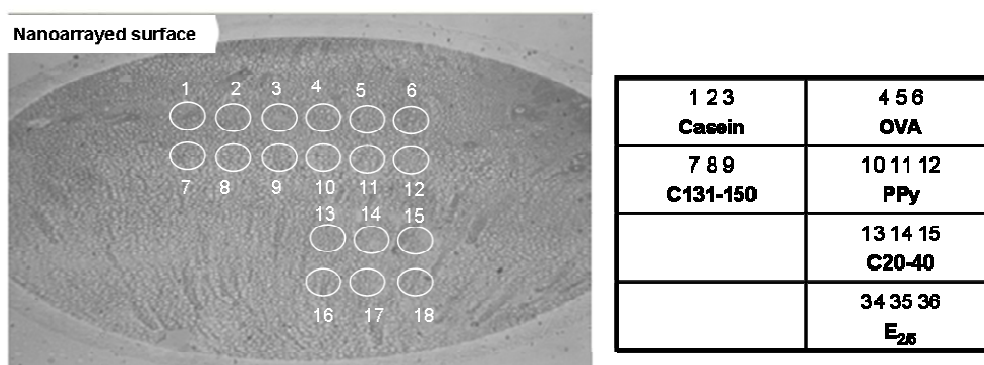 Nanoarrayed surface
1 2 3 4 5 6
7 8 9 10 11 12
13 14 15
16 17 18
1 2 3
Casein
4 5 6
OVA
7 8 9
C131-150
10 11 12
PPy
13 14 15
C20-40
34 35 36
E2/5